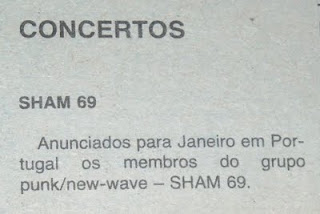 CONCERTOS
SHAM 69
Anunciados para Janeiro em Por-
tugal os membros do grupo
punk/new-wave – SHAM 69.